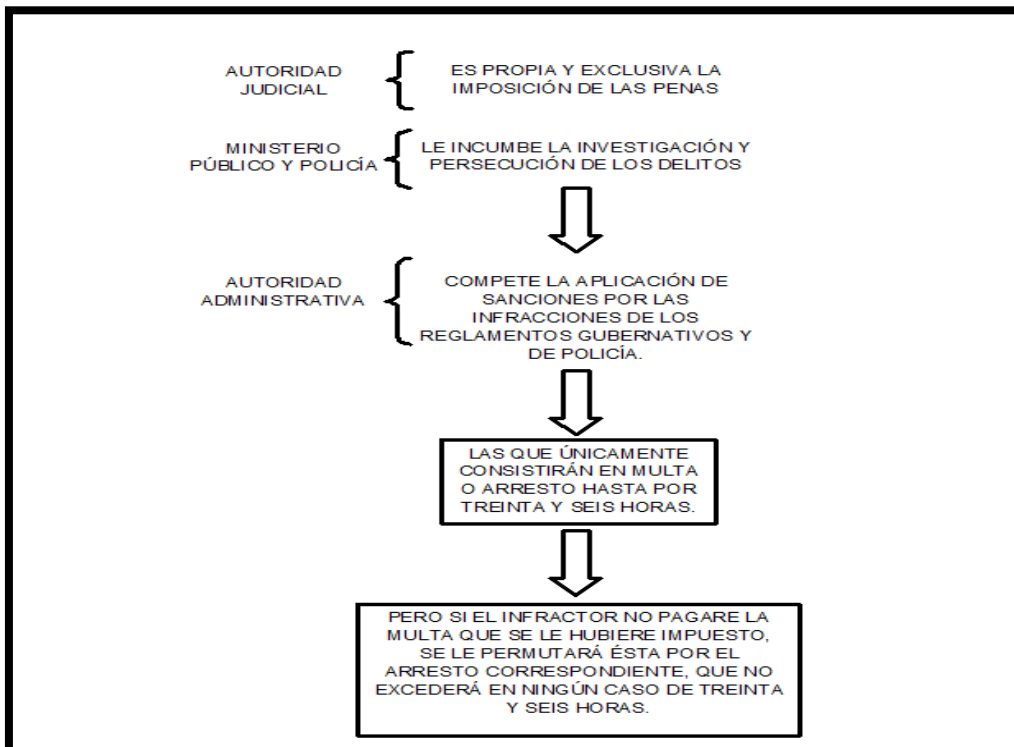 AUTORIDAD
JUDICIAL
ES PROPIA Y EXCLUSIVA LA
IMPOSICIÓN DE LAS PENAS
MINISTERIO
PÚBLICO Y POLICÍA
LE INCUMBE LA INVESTIGACIÓN Y
PERSECUCIÓN DE LOS DELITOS
AUTORIDAD
ADMINISTRATIVA
COMPETE LA APLICACIÓN DE
SANCIONES POR LAS
INFRACCIONES DE LOS
REGLAMENTOS GUBERNATIVOS Y
DE POLICÍA.
LAS QUE ÚNICAMENTE
CONSISTIRÁN EN MULTA
O ARRESTO HASTA POR
TREINTA Y SEIS HORAS.
PERO SI EL INFRACTOR NO PAGARE LA
MULTA QUE SE LE HUBIERE IMPUESTO,
SE LE PERMUTARÁ ÉSTA POR EL
ARRESTO CORRESPONDIENTE, QUE NO
EXCEDERÁ EN NINGÚN CASO DE TREINTA
Y SEIS HORAS.